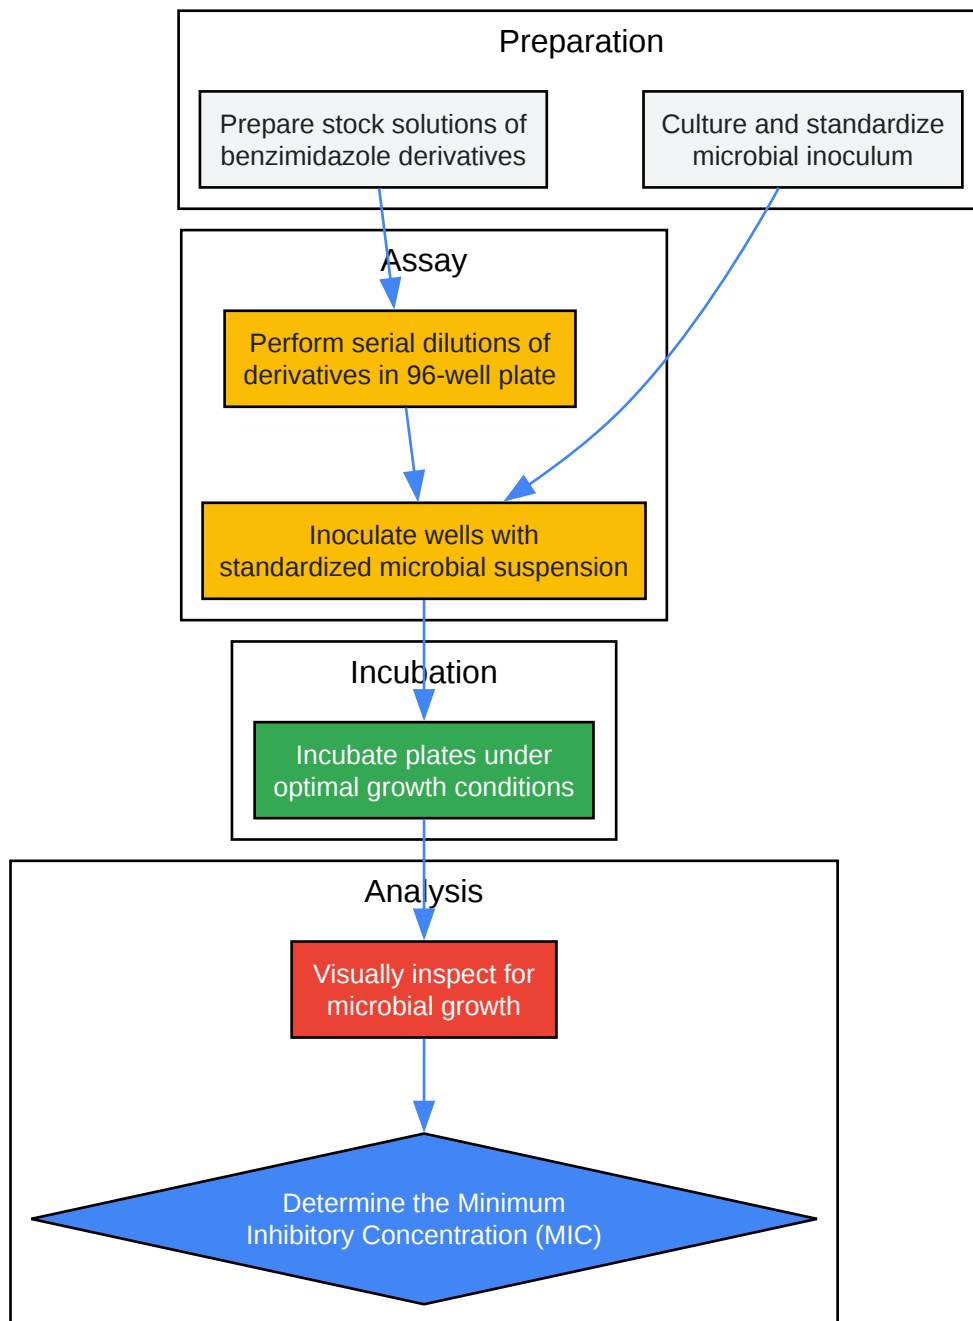 Preparation
Prepare stock solutions of
benzimidazole derivatives
Culture and standardize
microbial inoculum
Assay
Perform serial dilutions of
derivatives in 96-well plate
Inoculate wells with
standardized microbial suspension
Incubation
Incubate plates under
optimal growth conditions
Analysis
Visually inspect for
microbial growth
Determine the Minimum
Inhibitory Concentration (MIC)